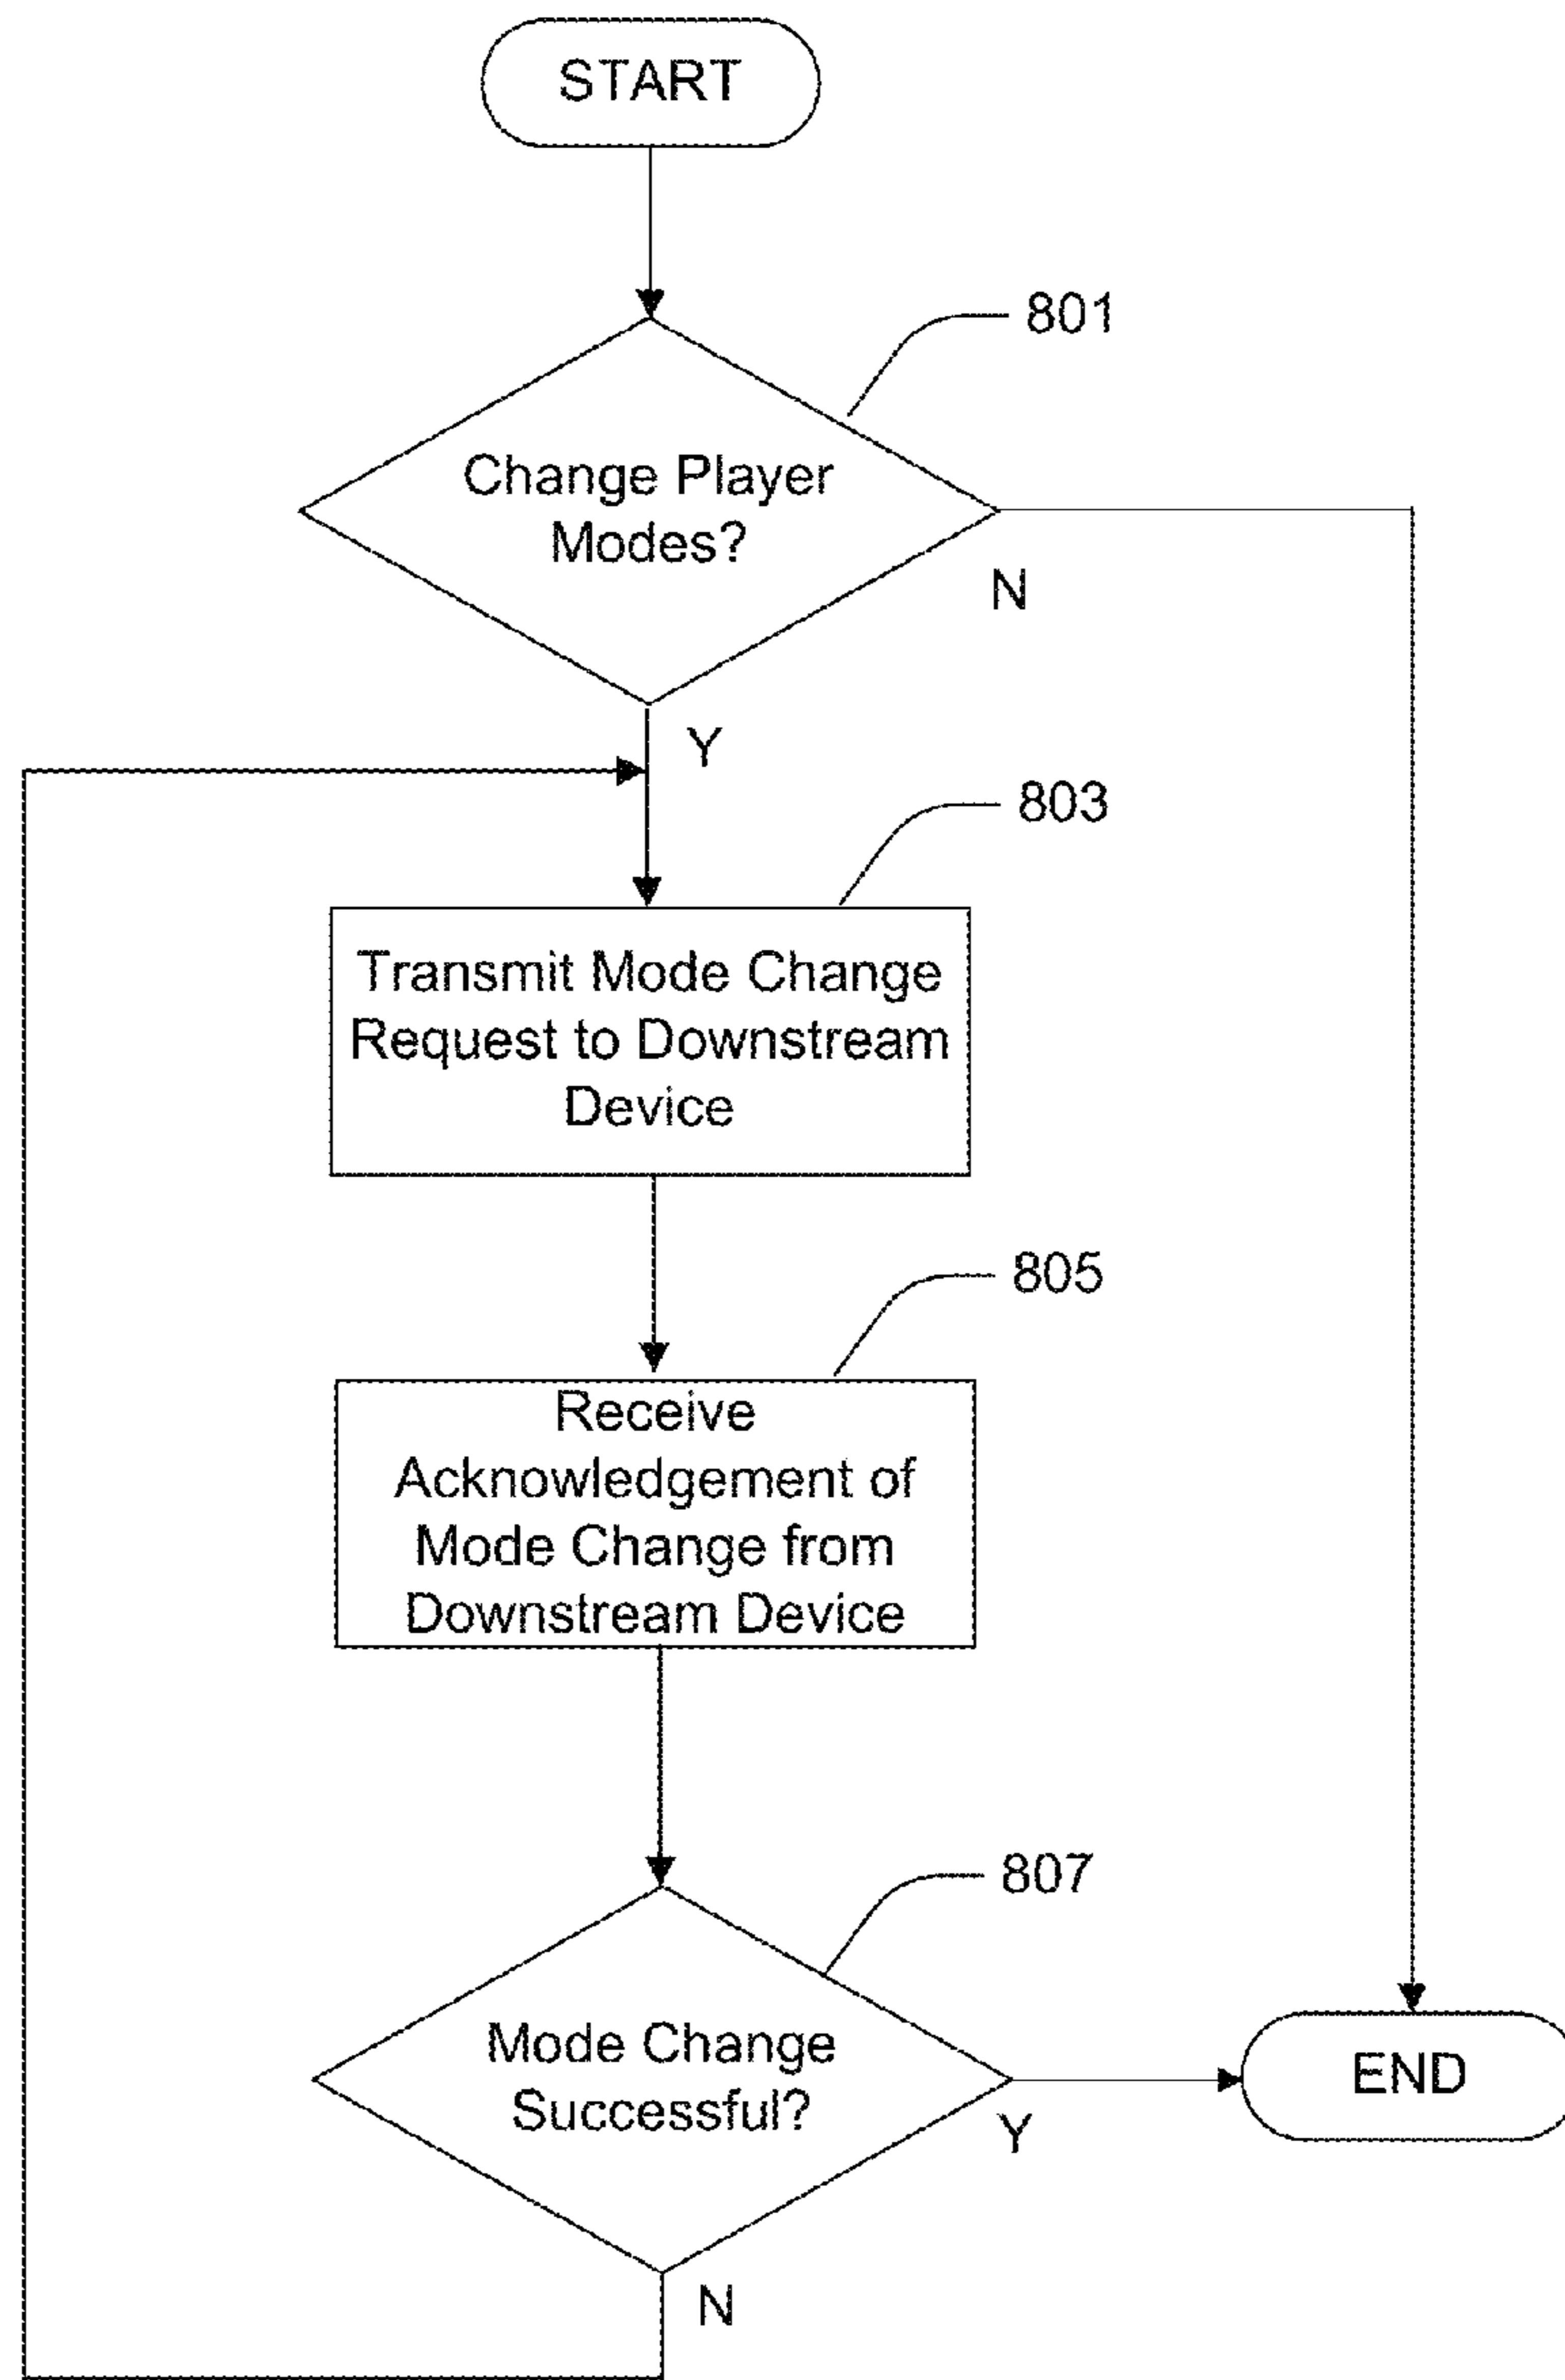 START
801
Change Player
Modes?
N
Y
803
Transmit Mode Change
Request to Downstream
Device
805
Receive
Acknowledgement of
Mode Change from
Downstream Device
807
Mode Change
Successful?
Y
END
N